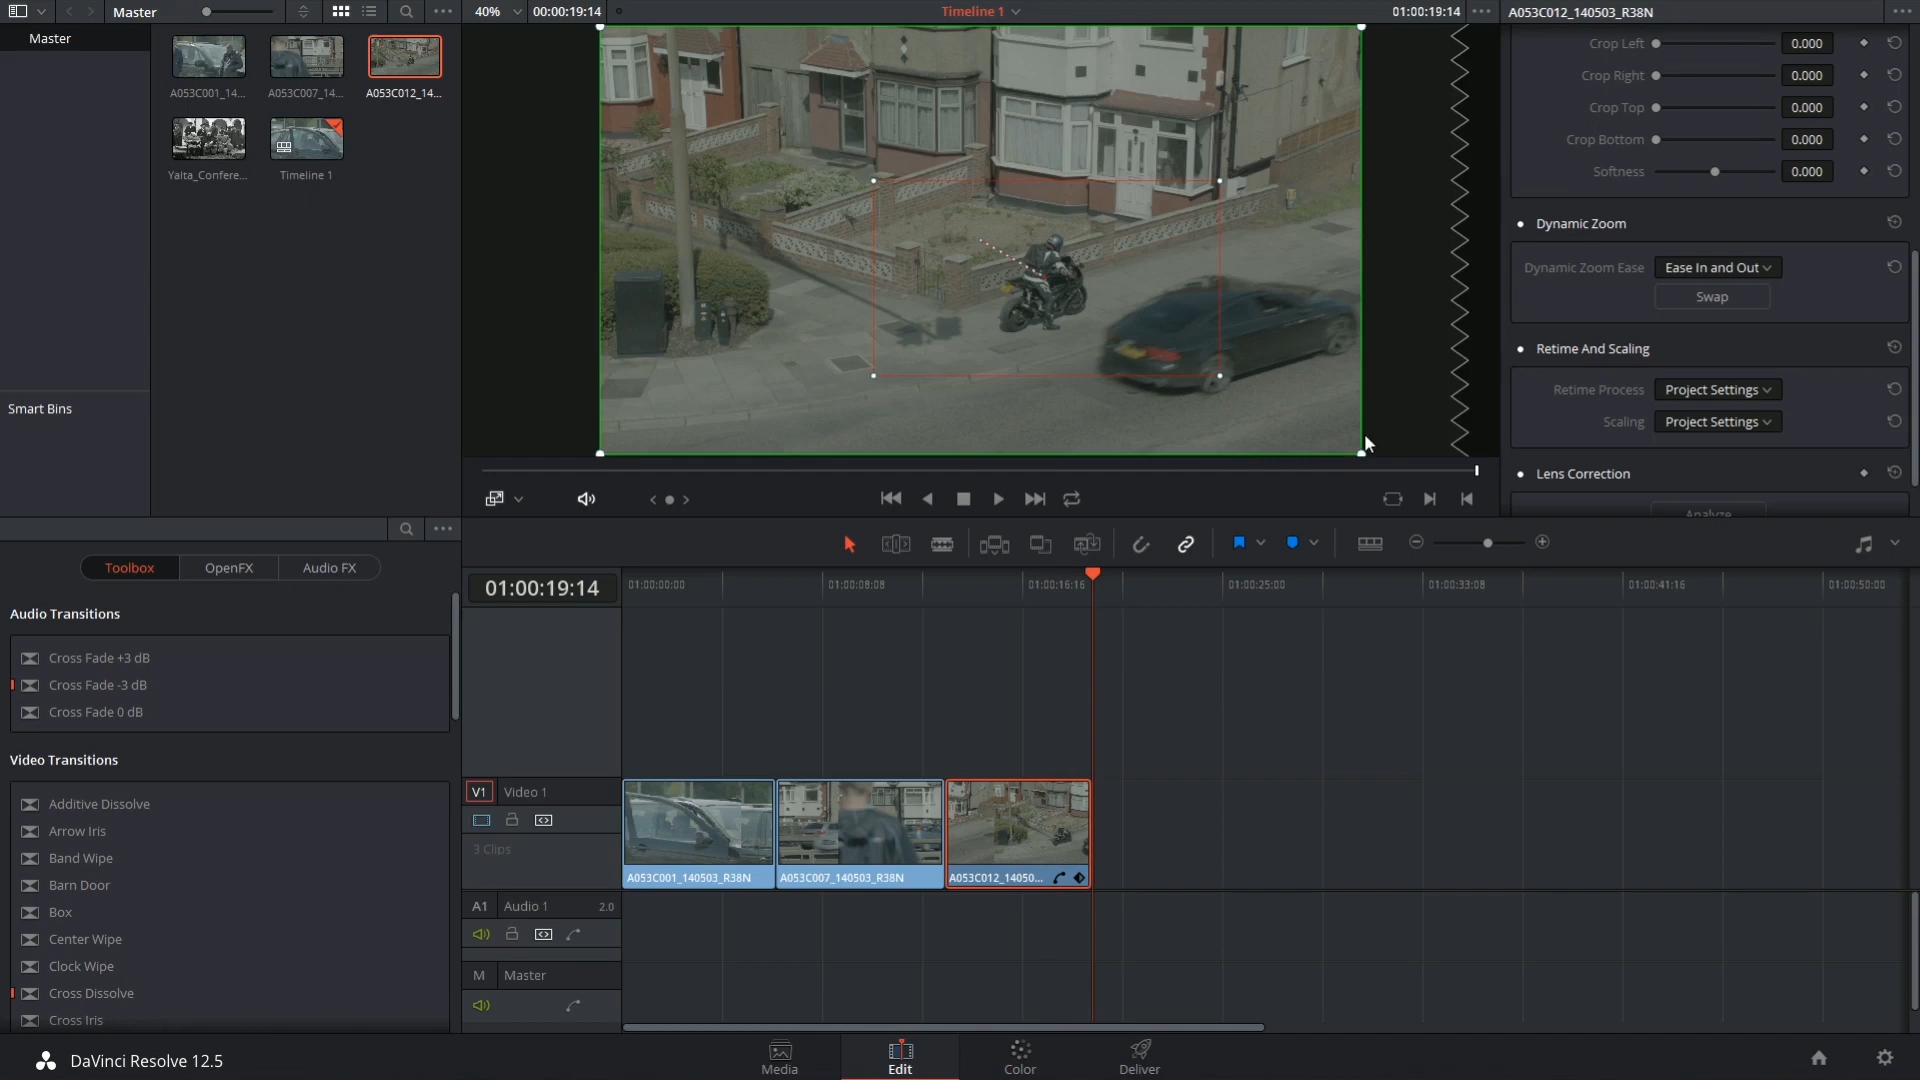 Master
40%
00:00:19:14
Timeline 1
01:00:19:14
A053C012_140503_R38N
Master
A053C001_14...
A053C007_14...
A053C012_14...
Yalta_Confere...
Timeline 1
Smart Bins
Crop Left
0.000
Crop Right
0.000
Crop Top
0.000
Crop Bottom
0.000
Softness
0.000
Dynamic Zoom
Dynamic Zoom Ease
Ease In and Out
Swap
Retime And Scaling
Retime Process
Project Settings
Scaling
Project Settings
Lens Correction
Analyze
Toolbox
OpenFX
Audio FX
Audio Transitions
Cross Fade +3 dB
Cross Fade -3 dB
Cross Fade 0 dB
Video Transitions
Additive Dissolve
Arrow Iris
Band Wipe
Barn Door
Box
Center Wipe
Clock Wipe
Cross Dissolve
Cross Iris
01:00:19:14
01:00:00:00
01:00:08:08
01:00:16:16
01:00:25:00
01:00:33:08
01:00:41:16
01:00:50:00
V1
Video 1
3 Clips
A053C001_140503_R38N
A053C007_140503_R38N
A053C012_14050...
A1
Audio 1
2.0
M
Master
DaVinci Resolve 12.5
Media
Edit
Color
Deliver